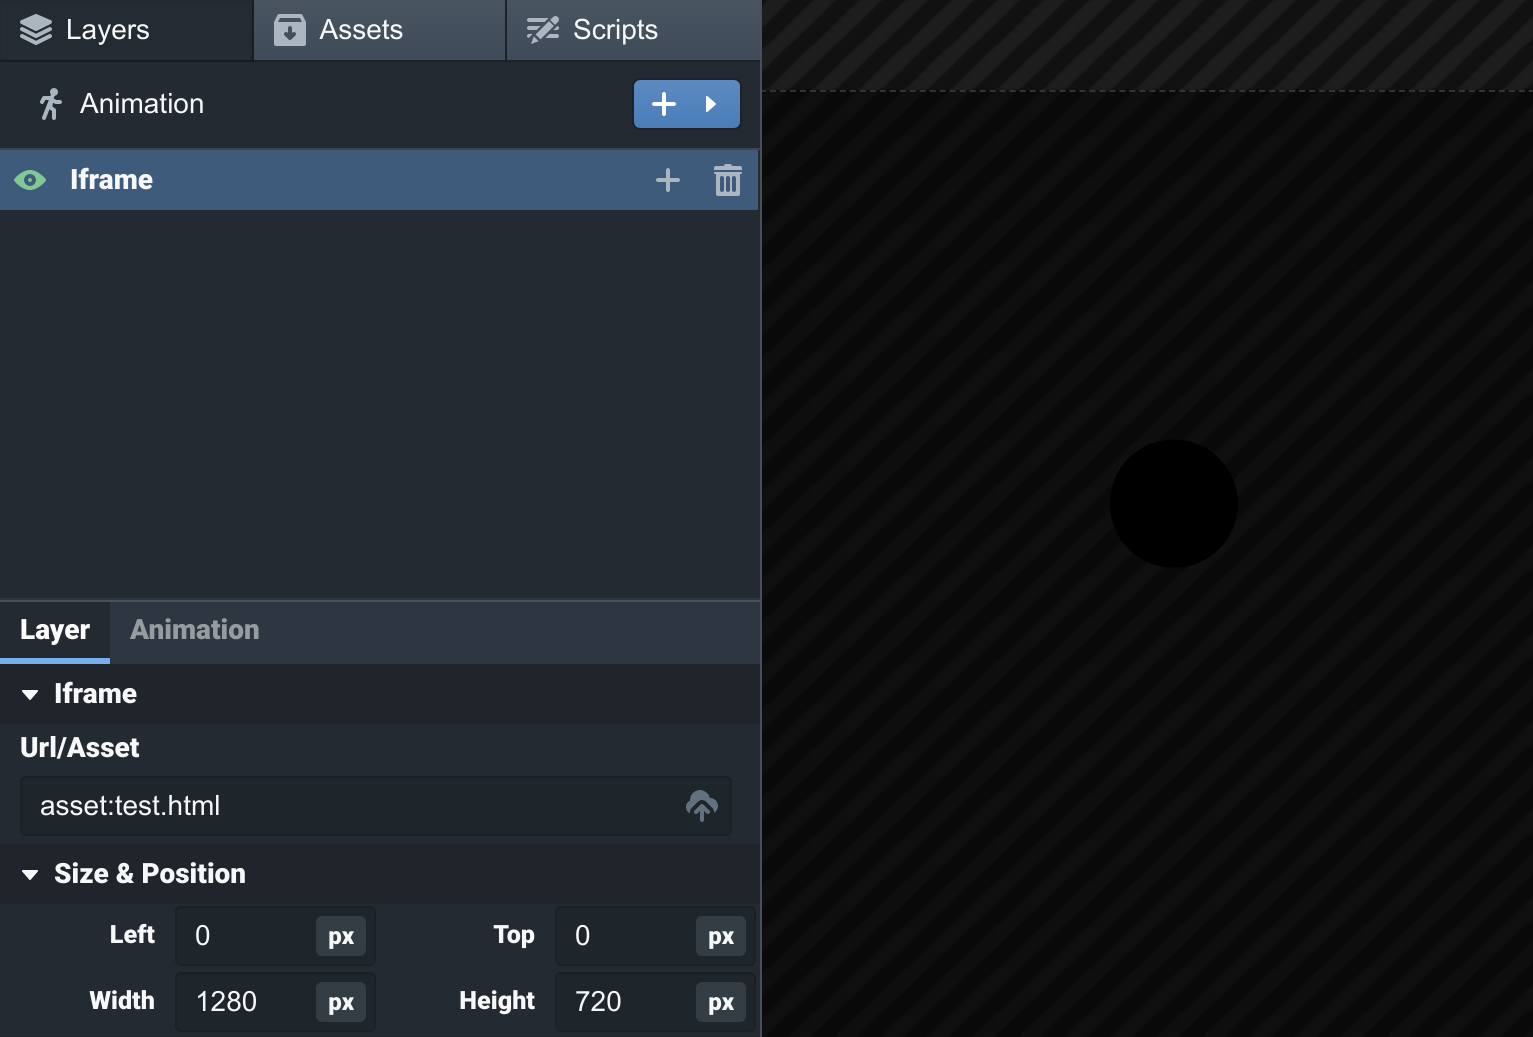 Layers
Assets
Scripts
Animation
Iframe
Layer
Animation
Iframe
Url/Asset
asset:test.html
Size & Position
Left 0 px Top 0 px
Width 1280 px Height 720 px